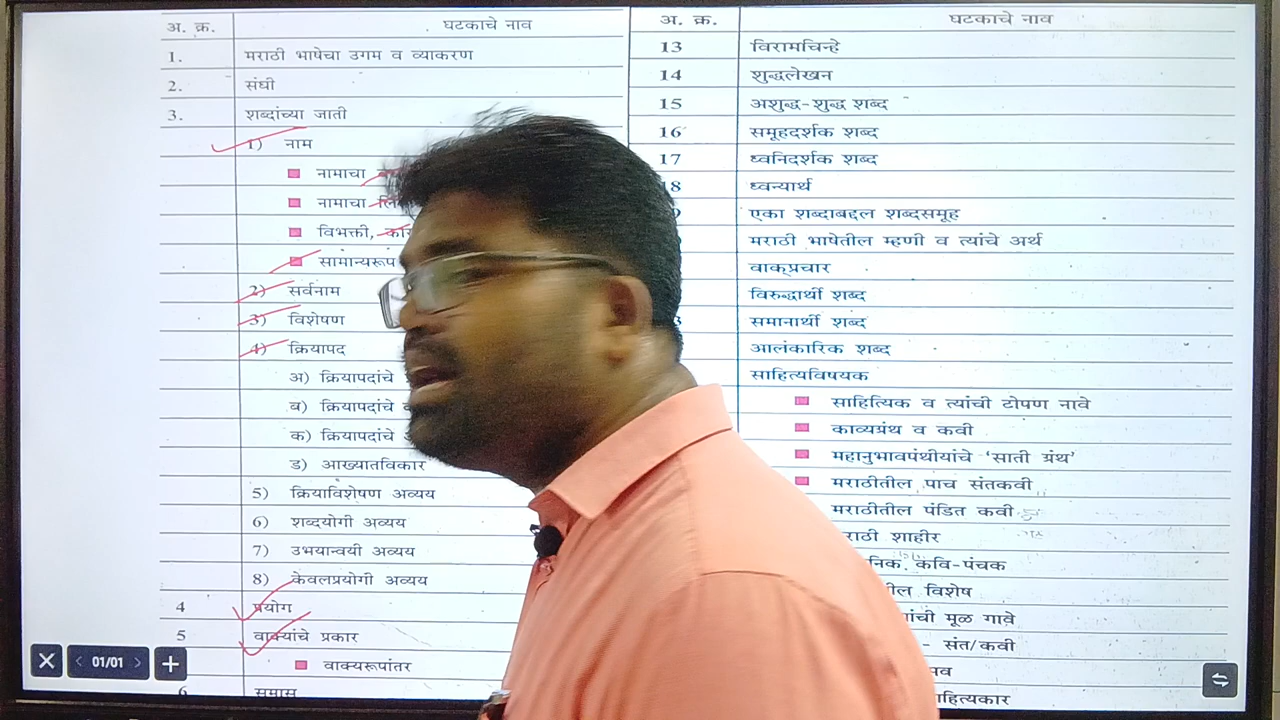 अ. क्र. घटकाचे नाव
1. मराठी भाषेचा उगम व व्याकरण
2. संधी
3. शब्दांच्या जाती
1) नाम
नामाचा
नामाचा
विभक्ती,
सामान्यरूप
2) सर्वनाम
3) विशेषण
4) क्रियापद
अ) क्रियापदांचे
ब) क्रियापदांचे
क) क्रियापदांचे
ड) आख्यातविकार
5) क्रियाविशेषण अव्यय
6) शब्दयोगी अव्यय
7) उभयान्वयी अव्यय
8) केवलप्रयोगी अव्यय
4 प्रयोग
5 वाक्यांचे प्रकार
वाक्यरूपांतर
6 समास
01/01
अ. क्र. घटकाचे नाव
13 विरामचिन्हे
14 शुद्धलेखन
15 अशुद्ध-शुद्ध शब्द
16 समूहदर्शक शब्द
17 ध्वनिदर्शक शब्द
18 ध्वन्यार्थ
एका शब्दाबद्दल शब्दसमूह
मराठी भाषेतील म्हणी व त्यांचे अर्थ
वाक्‌प्रचार
विरुद्धार्थी शब्द
समानार्थी शब्द
आलंकारिक शब्द
साहित्यविषयक
साहित्यिक व त्यांची टोपण नावे
काव्यग्रंथ व कवी
महानुभावपंथीयांचे ‘साती ग्रंथ’
मराठीतील पाच संतकवी
मराठीतील पंडित कवी
शाहीर
कवि-पंचक
विशेष
मूळ गावे
- संत/कवी